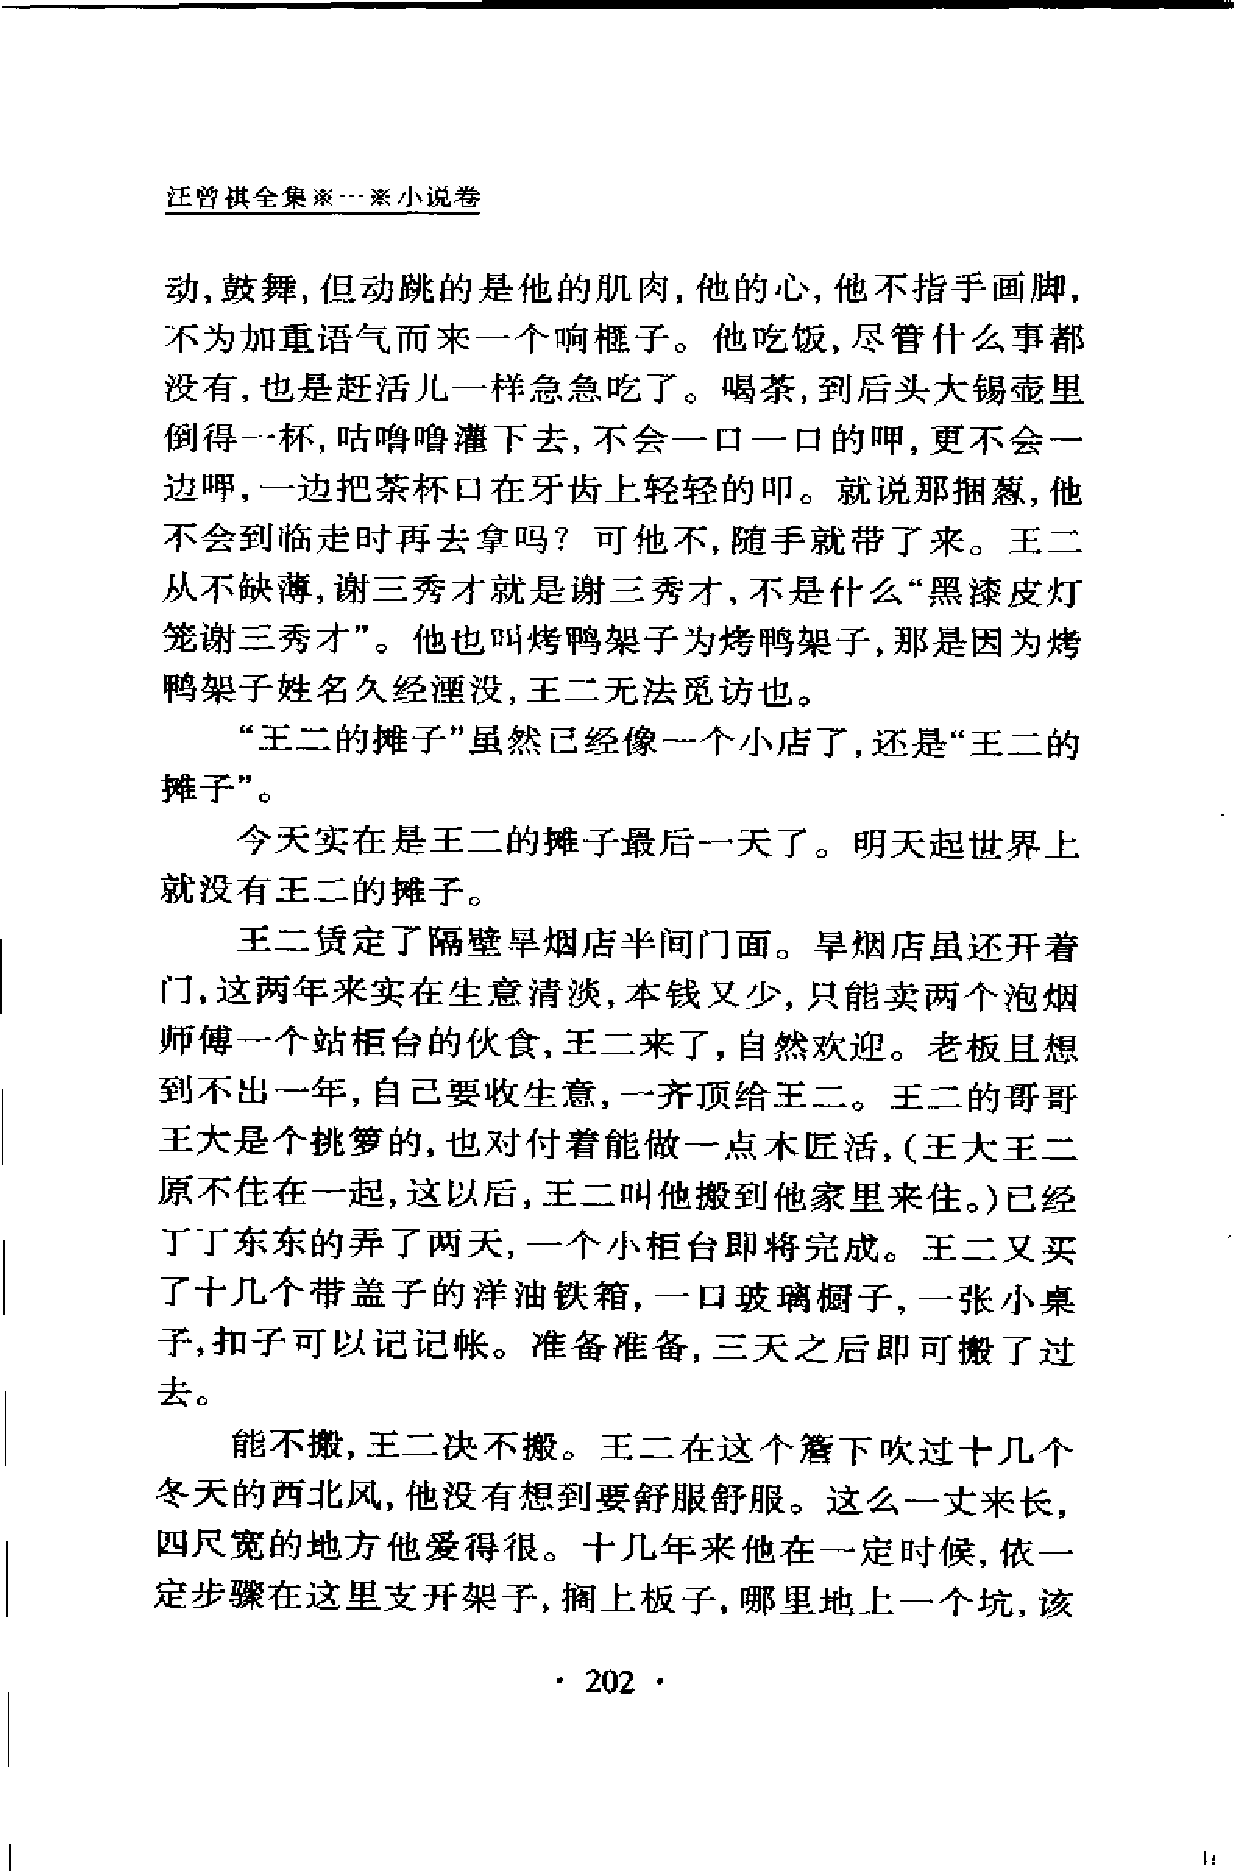 汪曾祺全集※一※小说卷
动,鼓舞,但动跳的是他的肌肉,他的心,他不指手画脚,
不为加重语气而来一个响榧子。他吃饭,尽管什么事都
没有,也是赶活儿一样急急吃了。喝茶,到后头大锡壶里
倒得一杯,咕噜噜灌下去,不会一口一口的呷,更不会一
边呷,一边把茶杯口在牙齿上轻轻的叩。就说那捆葱,他
不会到临走时再去拿吗?可他不,随手就带了来。王二
从不缺薄,谢三秀才就是谢三秀才,不是什么“黑漆皮灯
笼谢三秀才”。他也叫烤鸭架子为烤鸭架子,那是因为烤
鸭架子姓名久经湮没,王二无法觅访也。
“王二的摊子”虽然已经像一个小店了,还是“王二的
摊子”。
今天实在是王二的摊子最后一天了。明天起世界上
就没有王二的摊子。
王二赁定了隔壁旱烟店半间门面。旱烟店虽还开着
门,这两年来实在生意清淡,本钱又少,只能卖两个泡烟
师傅一个站柜台的伙食,王二来了,自然欢迎。老板且想
到不出一年,自己要收生意,一齐顶给王二。王二的哥哥
王大是个挑箩的,也对付着能做一点木匠活,(王大王二
原不住在一起,这以后,王二叫他搬到他家里来住。)已经
丁丁东东的弄了两天,一个小柜台即将完成。王二又买
了十几个带盖子的洋油铁箱,一口玻璃橱子,一张小桌
子,扣子可以记记帐。准备准备,三天之后即可搬了过
去。
能不搬,王二决不搬。王二在这个簷下吹过十几个
冬天的西北风,他没有想到要舒服舒服。这么一丈来长,
四尺宽的地方他爱得很。十几年来他在一定时候,依一
定步骤在这里支开架子,搁上板子,哪里地上一个坑,该
· 202 ·